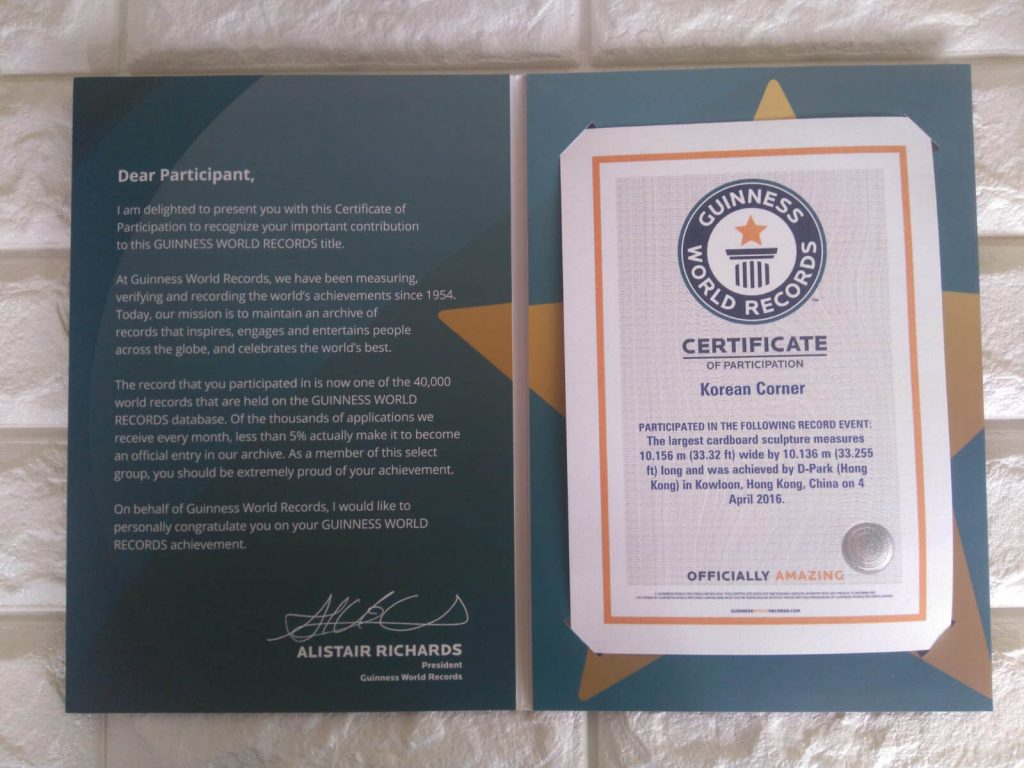 Dear Participant,
I am delighted to present you with this Certificate of
Participation to recognize your important contribution
to this GUINNESS WORLD RECORDS title.
At Guinness World Records, we have been measuring,
verifying and recording the world's achievements since 1954.
Today, our mission is to maintain an archive of
records that inspires, engages and entertains people
across the globe, and celebrates the world's best.
The record that you participated in is now one of the 40,000
world records that are held on the GUINNESS WORLD
RECORDS database. Of the thousands of applications we
receive every month, less than 5% actually make it to become
an official entry in our archive. As a member of this select
group, you should be extremely proud of your achievement.
On behalf of Guinness World Records, I would like to
personally congratulate you on your GUINNESS WORLD
RECORDS achievement.
ALISTAIR RICHARDS
President
Guinness World Records
GUINNESS
WORLD RECORDS
TM
CERTIFICATE
OF PARTICIPATION
Korean Corner
PARTICIPATED IN THE FOLLOWING RECORD EVENT:
The largest cardboard sculpture measures
10.156 m (33.32 ft) wide by 10.136 m (33.255
ft) long and was achieved by D-Park (Hong
Kong) in Kowloon, Hong Kong, China on 4
April 2016.
OFFICIALLY AMAZING
GUINNESSWORLDRECORDS.COM